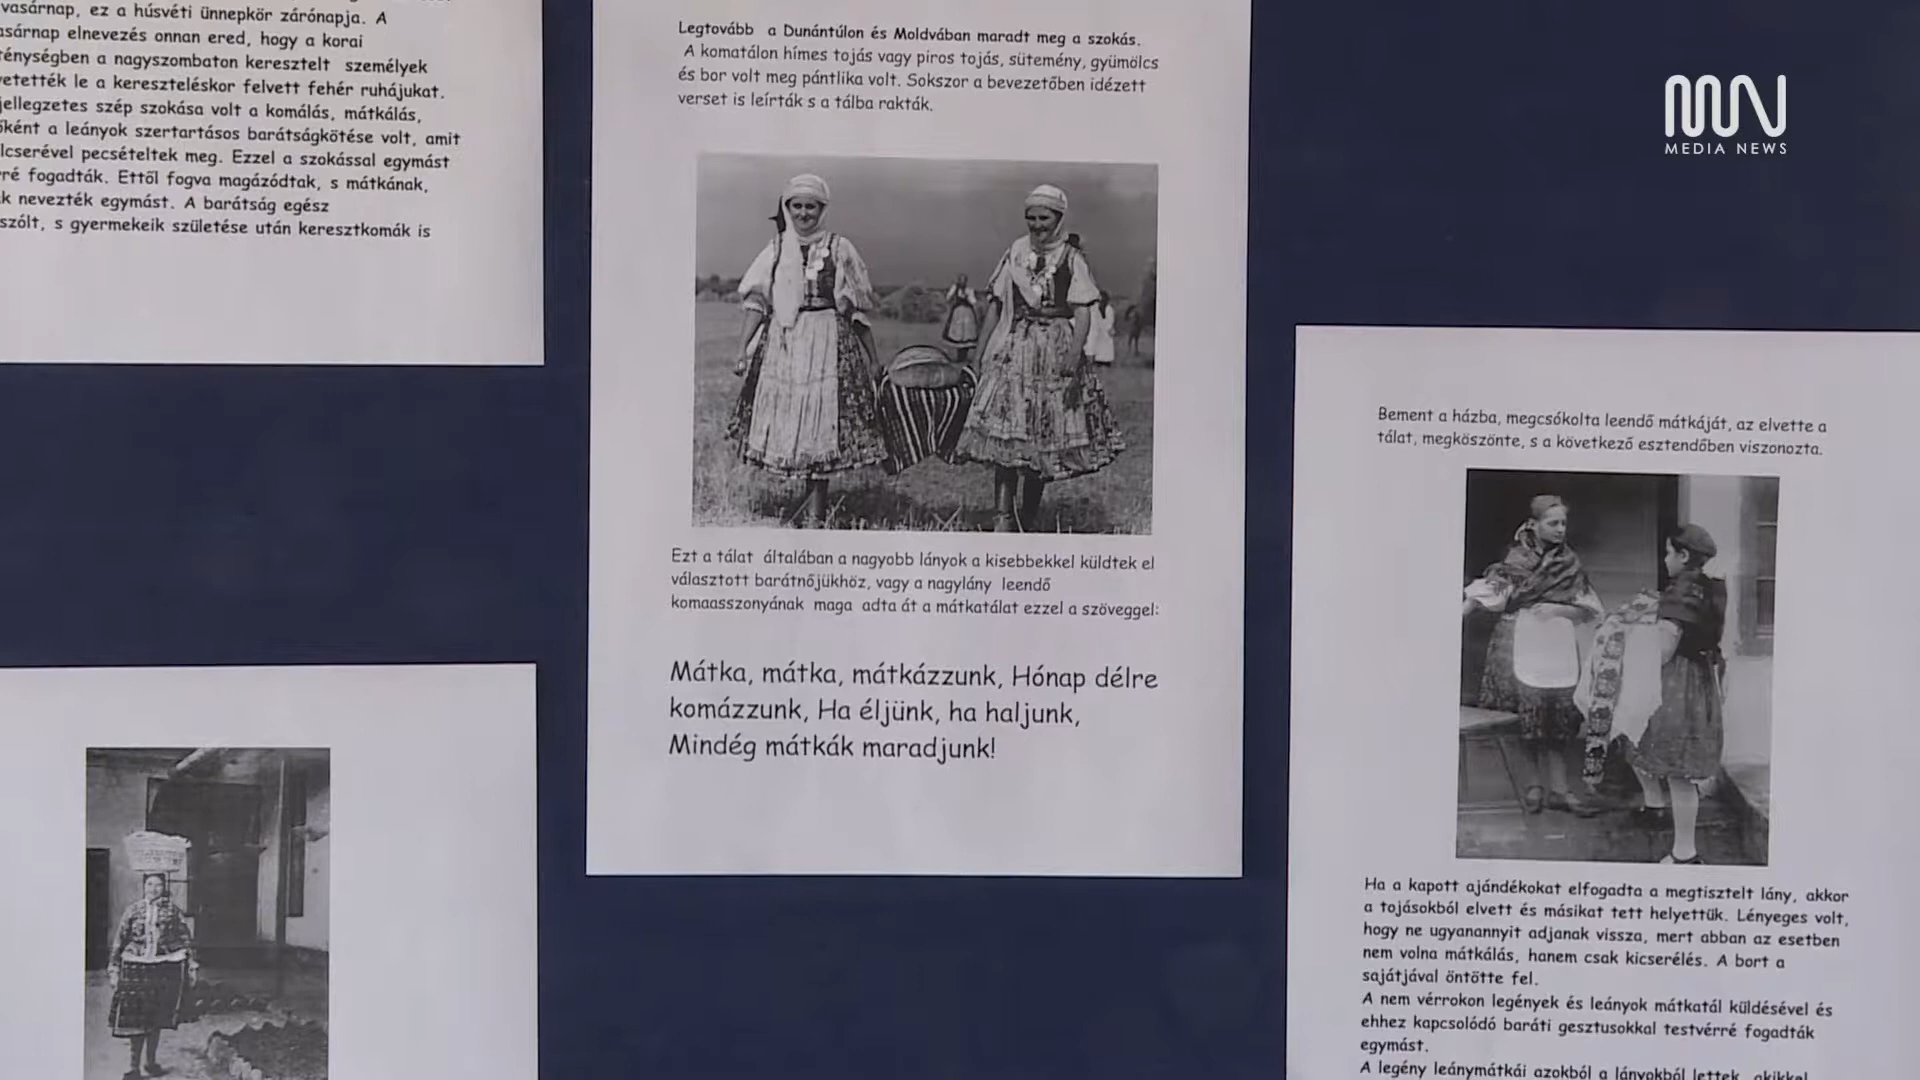 vasárnap, ez a húsvéti ünnepkör zárónapja. A
elnevezés onnan ered, hogy a korai
a nagyszombaton keresztelt személyek
le a kereszteléskor felvett fehér ruhájukat.
jellegzetes szép szokása volt a komálás, mátkálás,
a leányok szertartásos barátságkötése volt, amit
pecsételtek meg. Ezzel a szokással egymást
fogadták. Ettől fogva magázódtak, s mátkának,
nevezték egymást. A barátság egész
szólt, s gyermekeik születése után keresztkomák is
Legtovább a Dunántúlon és Moldvában maradt meg a szokás.
A komatálon hímes tojás vagy piros tojás, sütemény, gyümölcs
és bor volt meg pántlika volt. Sokszor a bevezetőben idézett
verset is leírták s a tálba rakták.
Ezt a tálat általában a nagyobb lányok a kisebbekkel küldtek el
választott barátnőjükhöz, vagy a nagylány leendő
komaasszonyának maga adta át a mátkatálat ezzel a szöveggel:
Mátka, mátka, mátkázzunk, Hónap délre
komázzunk, Ha éljünk, ha haljunk,
Mindég mátkák maradjunk!
MEDIA NEWS
Bement a házba, megcsókolta leendő mátkáját, az elvette a
tálat, megköszönte, s a következő esztendőben viszonozta.
Ha a kapott ajándékokat elfogadta a megtisztelt lány, akkor
a tojásokból elvett és másikat tett helyettük. Lényeges volt,
hogy ne ugyanannyit adjanak vissza, mert abban az esetben
nem volna mátkálás, hanem csak kicserélés. A bort a
sajátjával öntötte fel.
A nem vérrokon legények és leányok mátkatál küldésével és
ehhez kapcsolódó baráti gesztusokkal testvérré fogadták
egymást.
A legény leánymátkái azokból a lányokból lettek, akikkel